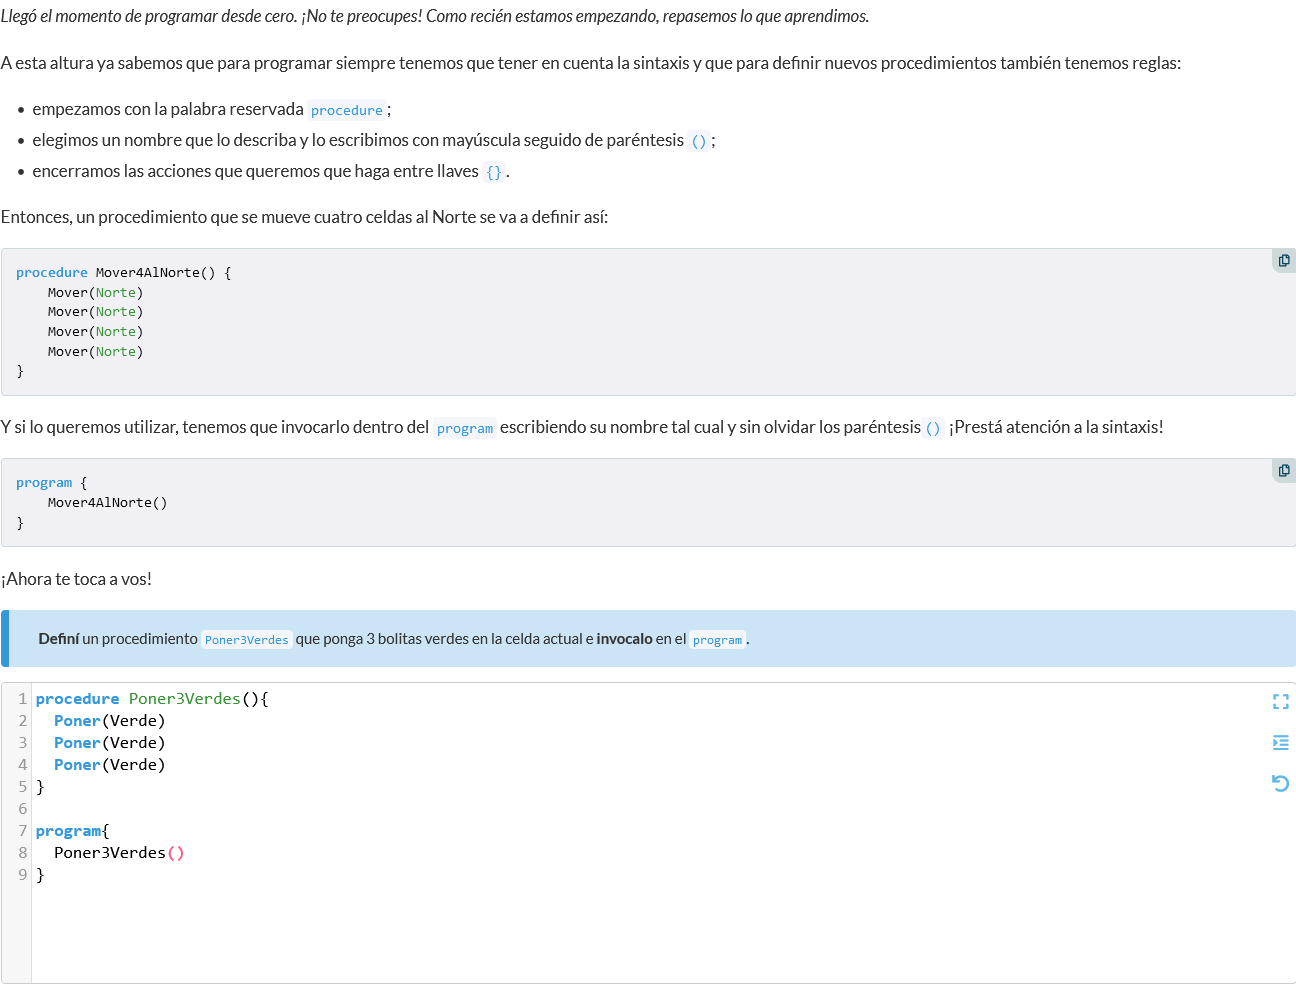 Llegó el momento de programar desde cero. ¡No te preocupes! Como recién estamos empezando, repasemos lo que aprendimos.
A esta altura ya sabemos que para programar siempre tenemos que tener en cuenta la sintaxis y que para definir nuevos procedimientos también tenemos reglas:
• empezamos con la palabra reservada procedure;
• elegimos un nombre que lo describa y lo escribimos con mayúscula seguido de paréntesis ();
• encerramos las acciones que queremos que haga entre llaves {}.
Entonces, un procedimiento que se mueve cuatro celdas al Norte se va a definir así:
procedure Mover4AlNorte() {
    Mover(Norte)
    Mover(Norte)
    Mover(Norte)
    Mover(Norte)
}
Y si lo queremos utilizar, tenemos que invocarlo dentro del program escribiendo su nombre tal cual y sin olvidar los paréntesis () ¡Prestá atención a la sintaxis!
program {
    Mover4AlNorte()
}
¡Ahora te toca a vos!
Definí un procedimiento Poner3Verdes que ponga 3 bolitas verdes en la celda actual e invocalo en el program.
1 procedure Poner3Verdes(){
2   Poner(Verde)
3   Poner(Verde)
4   Poner(Verde)
5 }
6
7 program{
8   Poner3Verdes()
9 }